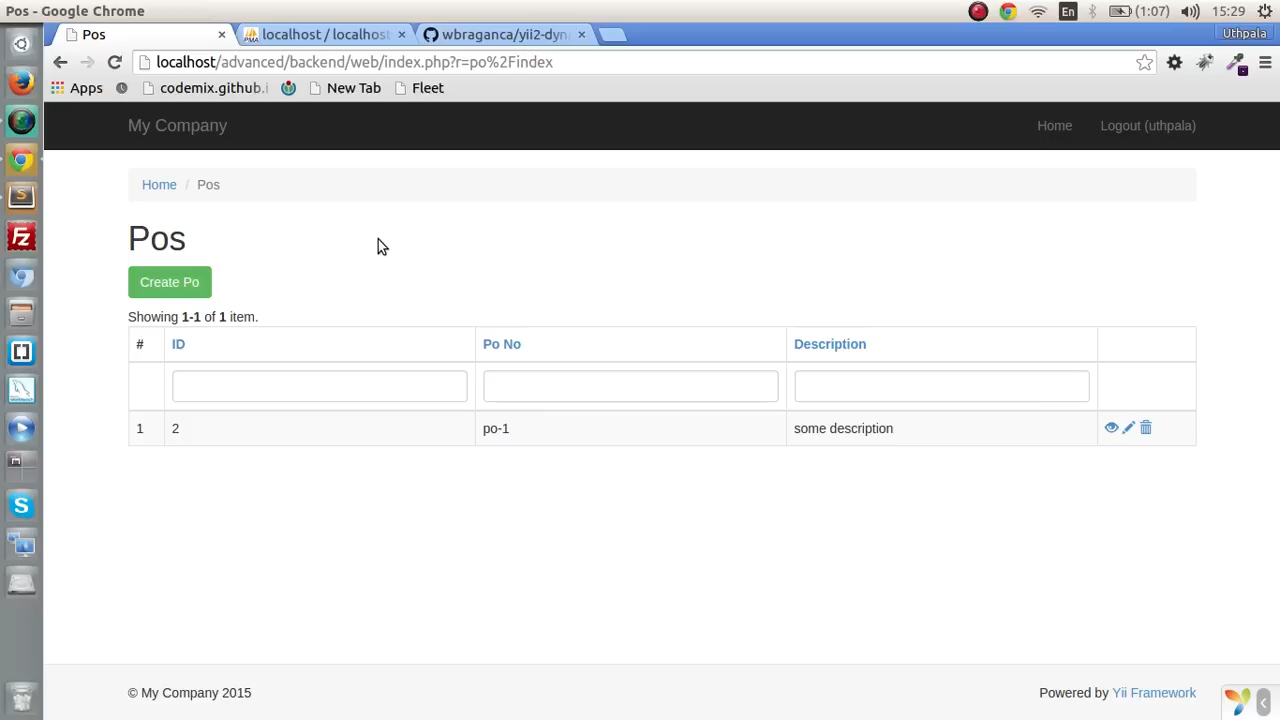 Pos - Google Chrome
En
(1:07)
15:29
Pos
localhost / localhost
wbraganca/yii2-dyn
Uthpala
localhost/advanced/backend/web/index.php?r=po%2Findex
Apps
codemix.github.i
New Tab
Fleet
My Company
Home
Logout (uthpala)
Home / Pos
Pos
Create Po
Showing 1-1 of 1 item.
# ID Po No Description
1 2 po-1 some description
© My Company 2015
Powered by Yii Framework